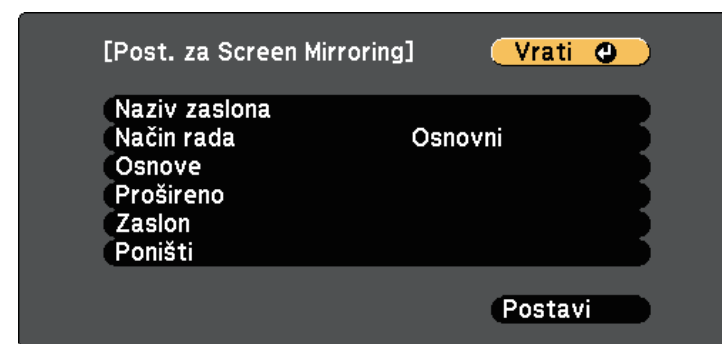 [Post. za Screen Mirroring] Vrati
Naziv zaslona
Način rada Osnovni
Osnove
Prošireno
Zaslon
Poništi
Postavi